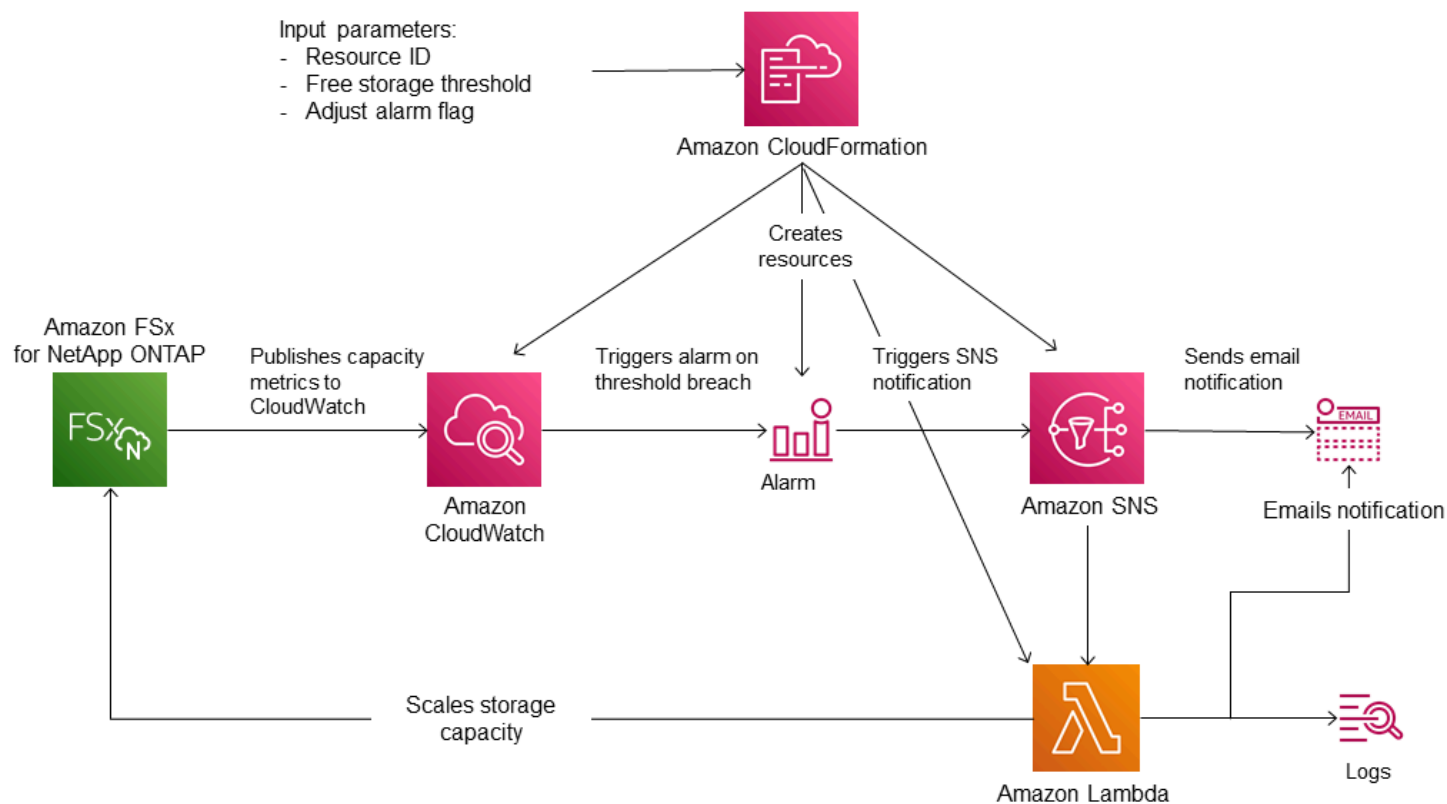 Input parameters:
- Resource ID
- Free storage threshold
- Adjust alarm flag
Amazon CloudFormation
Creates
resources
Amazon FSx
for NetApp ONTAP
Publishes capacity
metrics to
CloudWatch
Triggers alarm on
threshold breach
Triggers SNS
notification
Sends email
notification
FSx
N
EMAIL
Amazon
CloudWatch
Alarm
Amazon SNS
Emails notification
Scales storage
capacity
Amazon Lambda
Logs